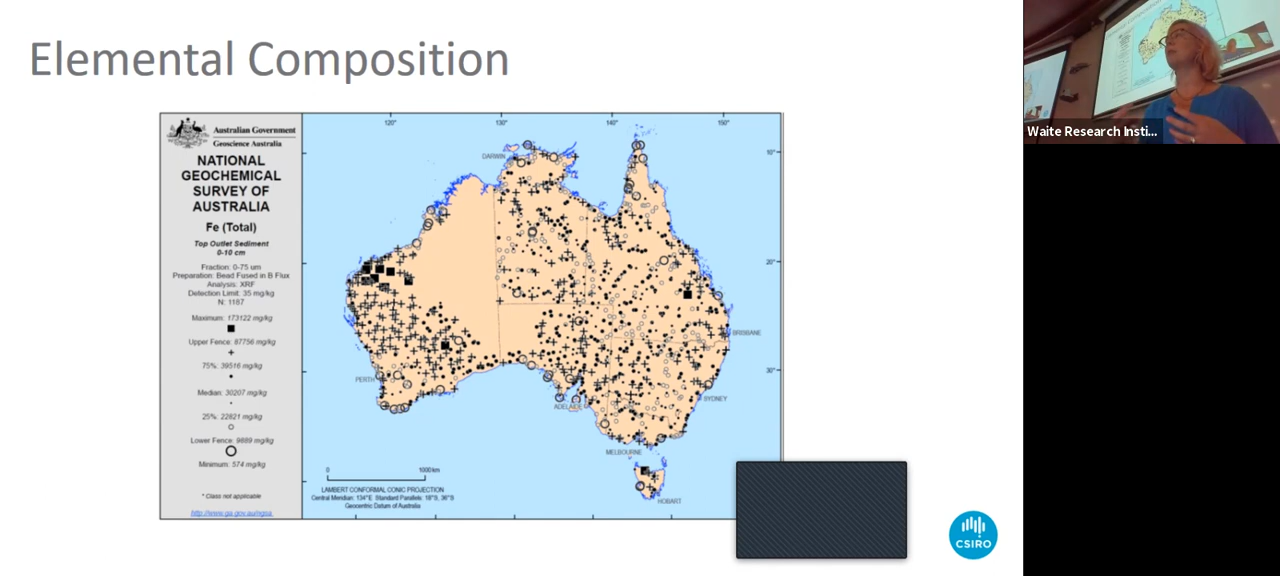 Elemental Composition
Australian Government
Geoscience Australia
NATIONAL
GEOCHEMICAL
SURVEY OF
AUSTRALIA
Fe (Total)
Top Outlet Sediment
0-10 cm
Fraction: 0-75 um
Preparation: Bead Fused in B Flux
Analysis: XRF
Detection Limit: 35 mg/kg
N: 1187
Maximum: 173122 mg/kg
Upper Fence: 87756 mg/kg
75%: 39516 mg/kg
Median: 30207 mg/kg
25%: 22621 mg/kg
Lower Fence: 9889 mg/kg
Minimum: 574 mg/kg
* Class not applicable
http://www.ga.gov.au/ngsa
120°
130°
140°
150°
10°
20°
30°
DARWIN
BRISBANE
PERTH
SYDNEY
ADELAIDE
MELBOURNE
HOBART
0 1000 km
LAMBERT CONFORMAL CONIC PROJECTION
Central Meridian: 134°E Standard Parallels: 18°S, 36°S
Geocentric Datum of Australia
CSIRO
Waite Research Insti...